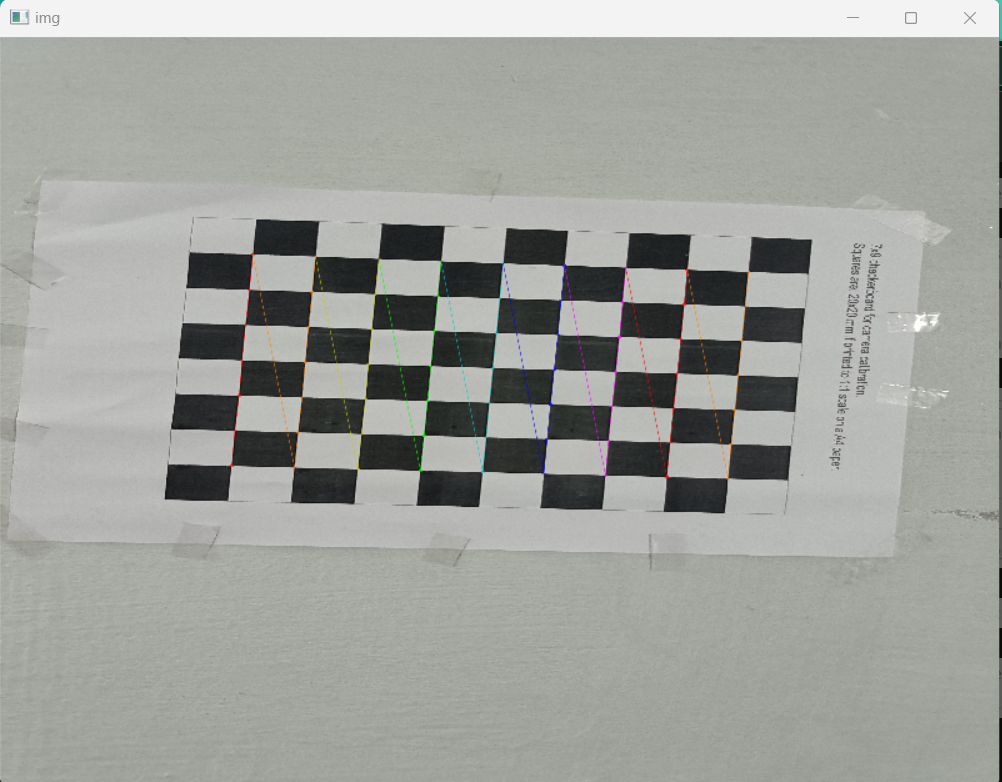 img
7x9 checkerboard for camera calibration.
Squares are 20x20 mm if printed to 1:1 scale on a A4 paper.